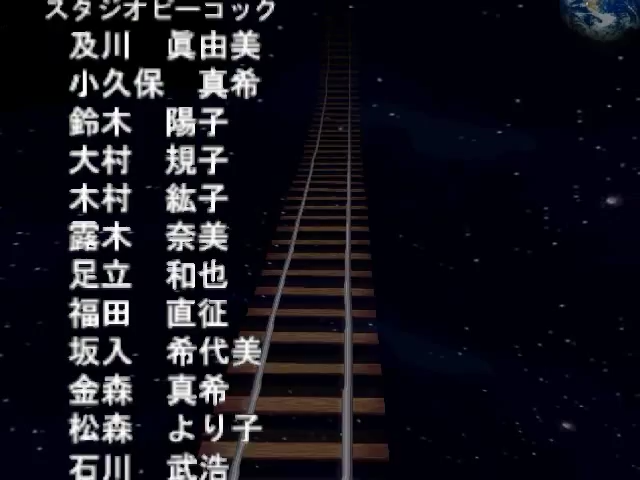 スタジオピーコック
及川　眞由美
小久保　真希
鈴木　陽子
大村　規子
木村　紘子
露木　奈美
足立　和也
福田　直征
坂入　希代美
金森　真希
松森　より子
石川　武浩